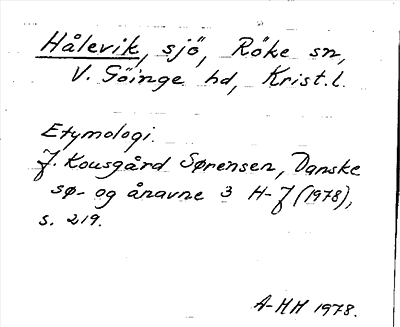 Hålevik, sjö, Röke sn,
V. Göinge hd, Krist.l.
Etymologi.
J. Kousgård Sørensen, Danske
sø- og ånavne 3 H-J (1978),
s. 219.
A-HH 1978.